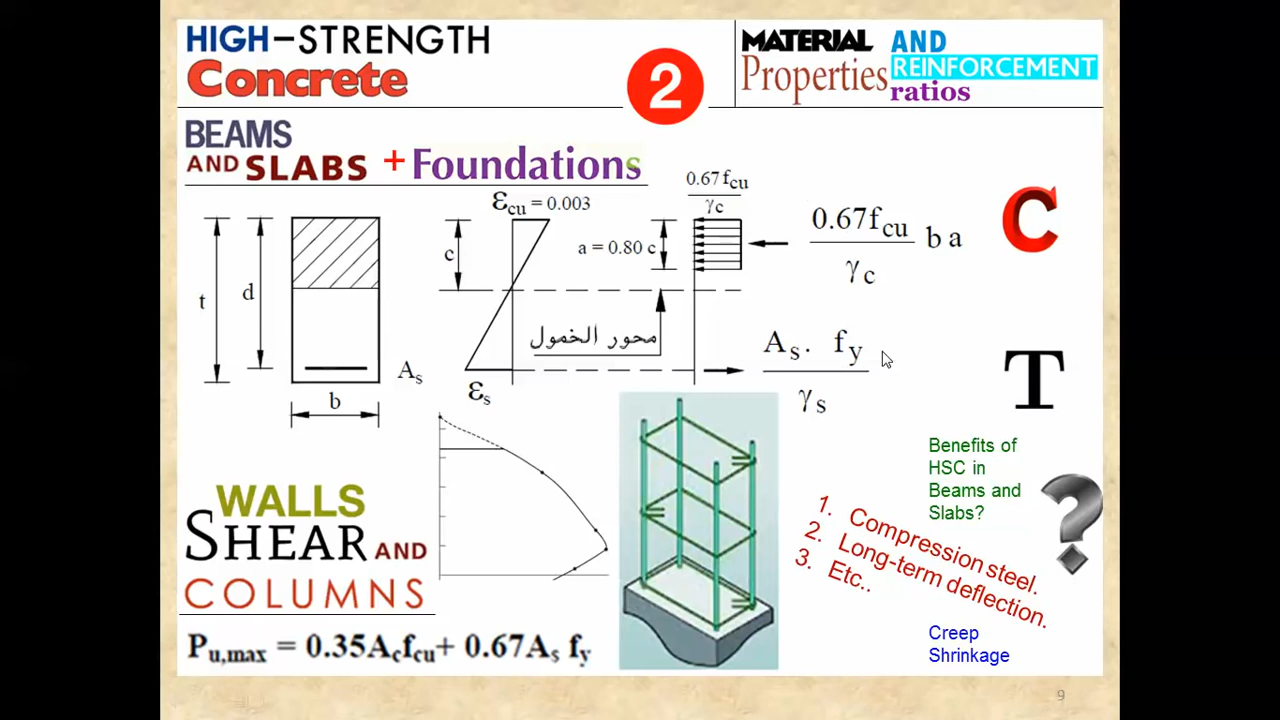 HIGH-STRENGTH
Concrete
2
MATERIAL AND
Properties REINFORCEMENT
ratios
BEAMS
AND SLABS + Foundations
t
d
b
As
εcu = 0.003
c
εs
a = 0.80 c
0.67 fcu
γc
محور الخمول
0.67fcu
γc
b a
C
As. fy
γs
T
WALLS
SHEAR AND
COLUMNS
Pu,max = 0.35Acfcu+ 0.67As fy
Benefits of
HSC in
Beams and
Slabs?
?
1. Compression steel.
2. Long-term deflection.
3. Etc..
Creep
Shrinkage
9